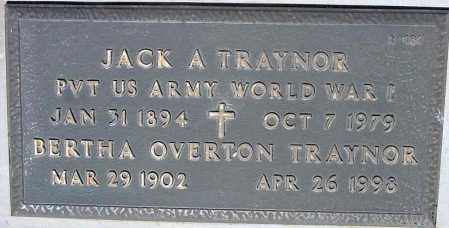 JACK A TRAYNOR
PVT US ARMY WORLD WAR I
JAN 31 1894 OCT 7 1979
BERTHA OVERTON TRAYNOR
MAR 29 1902 APR 26 1998